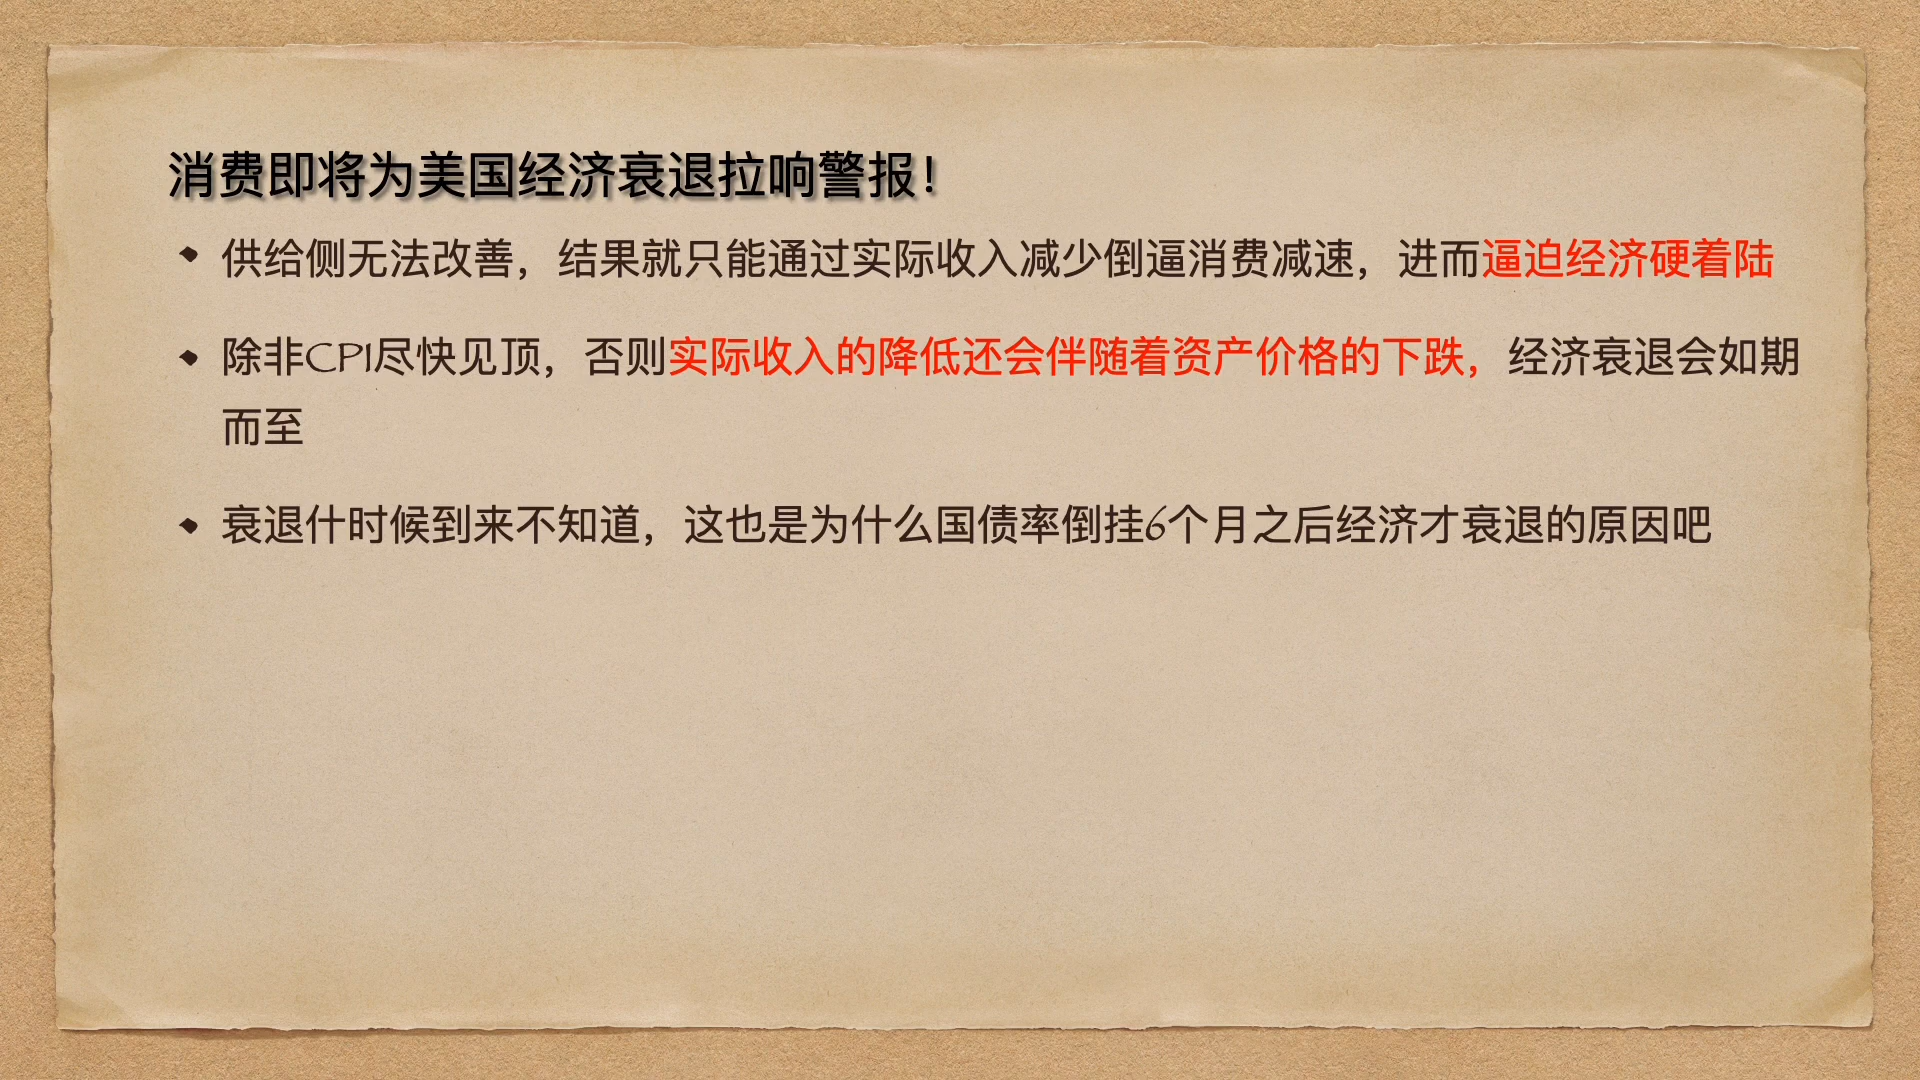 消费即将为美国经济衰退拉响警报！
供给侧无法改善，结果就只能通过实际收入减少倒逼消费减速，进而逼迫经济硬着陆
除非CPI尽快见顶，否则实际收入的降低还会伴随着资产价格的下跌，经济衰退会如期
而至
衰退什时候到来不知道，这也是为什么国债率倒挂6个月之后经济才衰退的原因吧